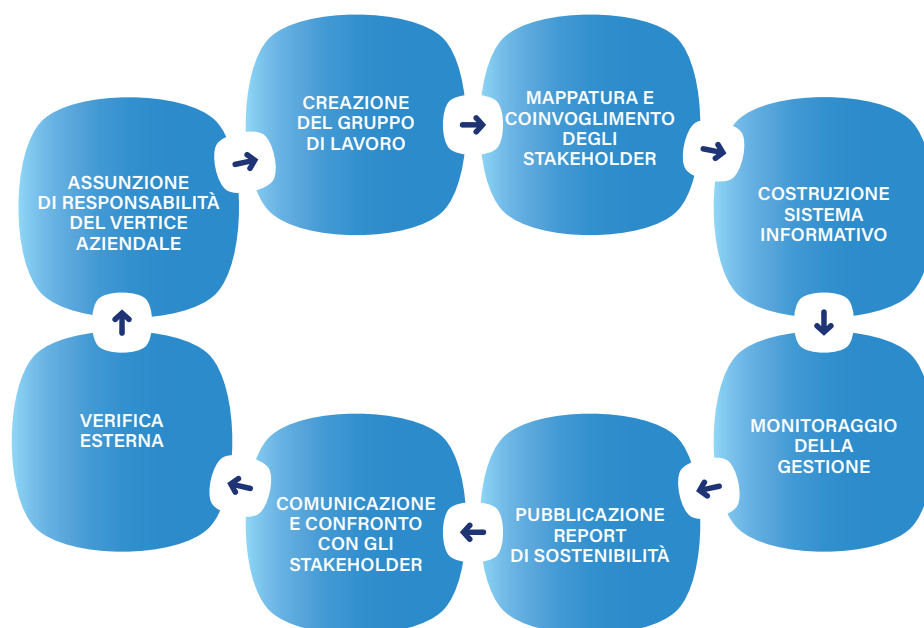 ASSUNZIONE
DI RESPONSABILITÀ
DEL VERTICE
AZIENDALE
CREAZIONE
DEL GRUPPO
DI LAVORO
MAPPATURA E
COINVOGLIMENTO
DEGLI
STAKEHOLDER
COSTRUZIONE
SISTEMA
INFORMATIVO
MONITORAGGIO
DELLA
GESTIONE
PUBBLICAZIONE
REPORT
DI SOSTENIBILITÀ
COMUNICAZIONE
E CONFRONTO
CON GLI
STAKEHOLDER
VERIFICA
ESTERNA